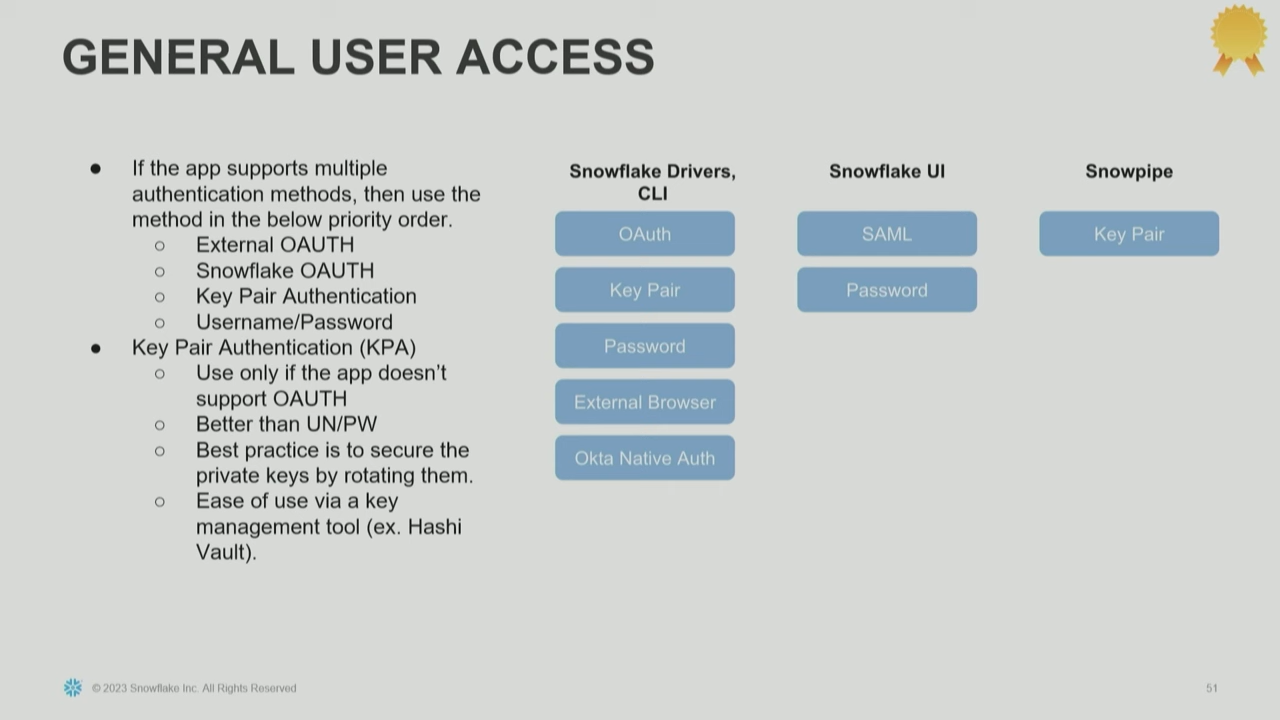 GENERAL USER ACCESS
● If the app supports multiple
authentication methods, then use the
method in the below priority order.
○ External OAUTH
○ Snowflake OAUTH
○ Key Pair Authentication
○ Username/Password
● Key Pair Authentication (KPA)
○ Use only if the app doesn’t
support OAUTH
○ Better than UN/PW
○ Best practice is to secure the
private keys by rotating them.
○ Ease of use via a key
management tool (ex. Hashi
Vault).
Snowflake Drivers,
CLI
OAuth
Key Pair
Password
External Browser
Okta Native Auth
Snowflake UI
SAML
Password
Snowpipe
Key Pair
© 2023 Snowflake Inc. All Rights Reserved
51